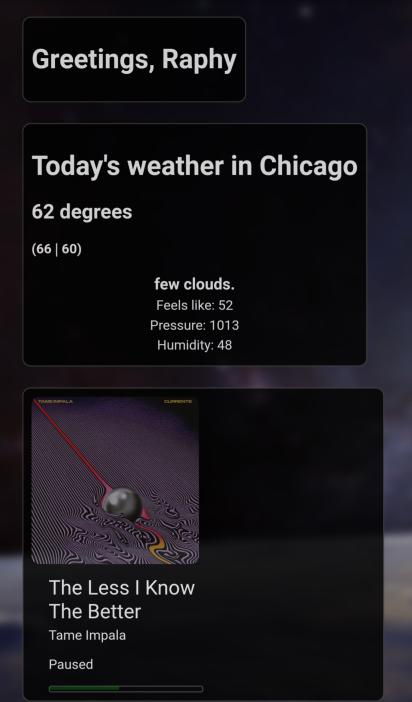 Greetings, Raphy
Today's weather in Chicago
62 degrees
(66 | 60)
few clouds.
Feels like: 52
Pressure: 1013
Humidity: 48
TAME IMPALA
CURRENTS
The Less I Know
The Better
Tame Impala
Paused